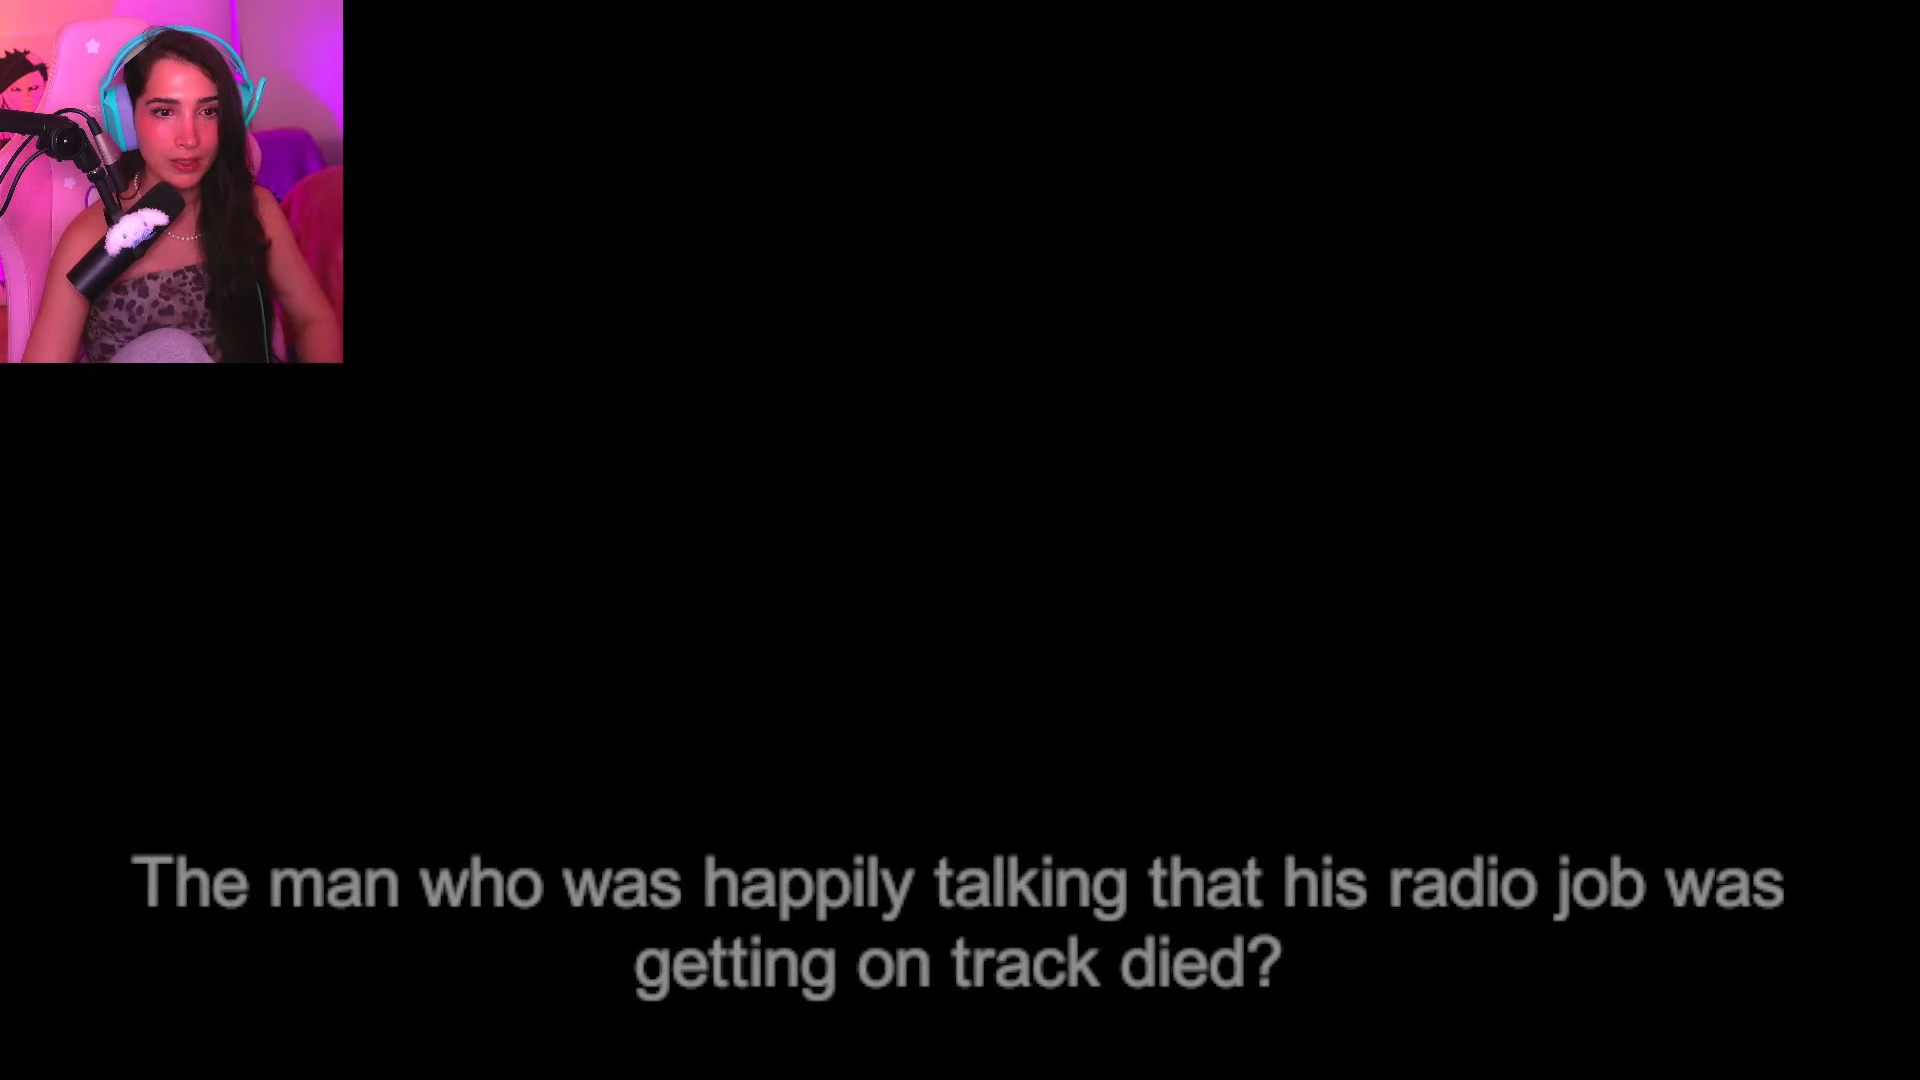 The man who was happily talking that his radio job was
getting on track died?